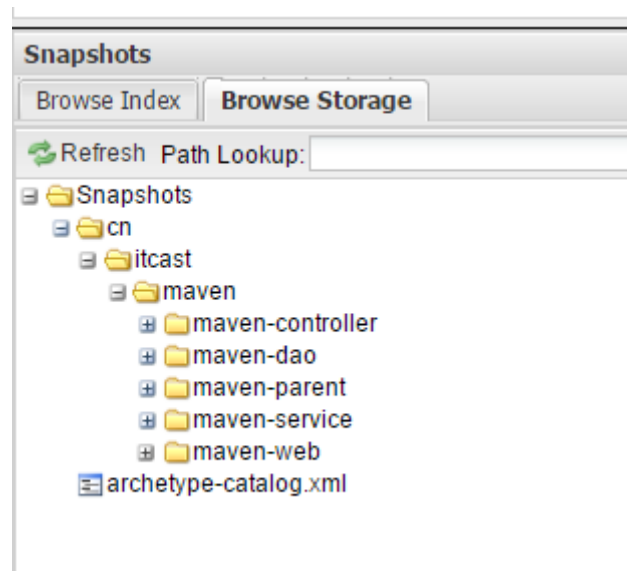 Snapshots
Browse Index Browse Storage
Refresh Path Lookup:
Snapshots
cn
itcast
maven
maven-controller
maven-dao
maven-parent
maven-service
maven-web
archetype-catalog.xml